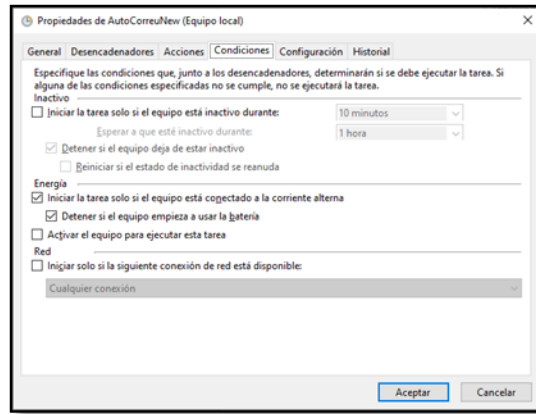 Propiedades de AutoCorreuNew (Equipo local)
General Desencadenadores Acciones Condiciones Configuración Historial
Especifique las condiciones que, junto a los desencadenadores, determinarán si se debe ejecutar la tarea. Si
alguna de las condiciones especificadas no se cumple, no se ejecutará la tarea.
Inactivo
Iniciar la tarea solo si el equipo está inactivo durante: 10 minutos
Esperar a que esté inactivo durante: 1 hora
Detener si el equipo deja de estar inactivo
Reiniciar si el estado de inactividad se reanuda
Energía
Iniciar la tarea solo si el equipo está conectado a la corriente alterna
Detener si el equipo empieza a usar la batería
Activar el equipo para ejecutar esta tarea
Red
Iniciar solo si la siguiente conexión de red está disponible:
Cualquier conexión
Aceptar Cancelar